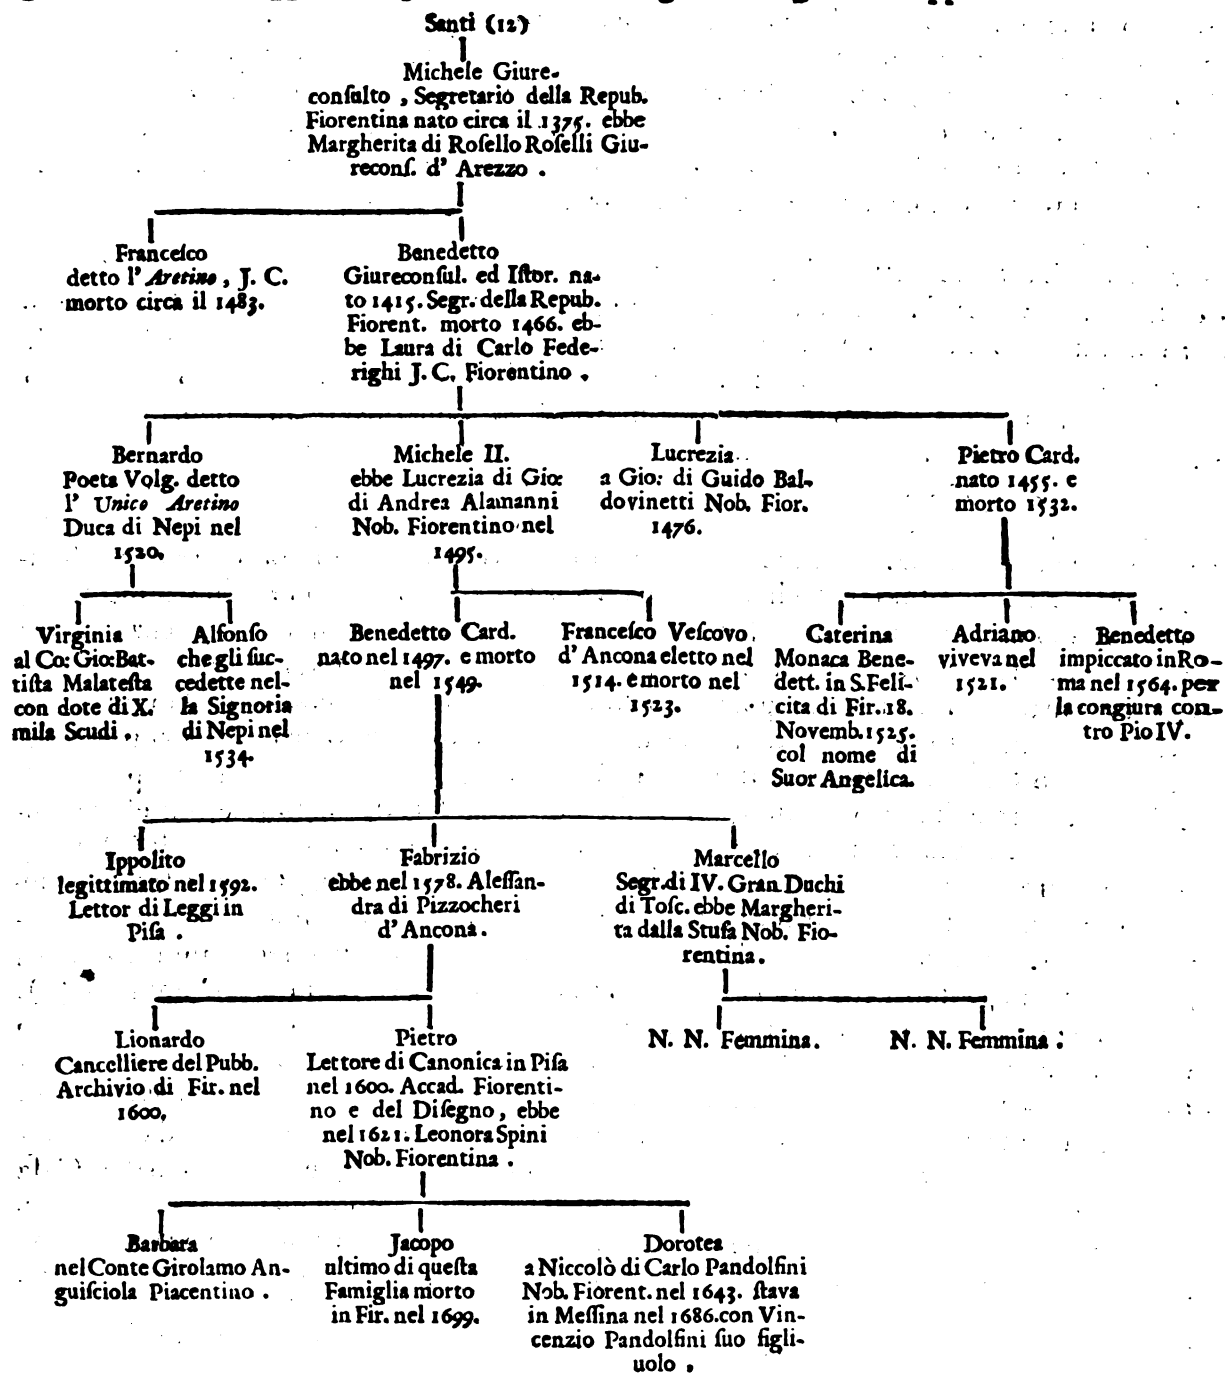 Santi (12)
Michele Giure-
conſulto, Segretario della Repub.
Fiorentina nato circa il 1375. ebbe
Margherita di Roſello Roſelli Giu-
reconſ. d' Arezzo.
Franceſco
detto l' Aretino, J. C.
morto circa il 1483.
Benedetto
Giureconſul. ed Iſtor. na-
to 1415. Segr. della Repub.
Fiorent. morto 1466. eb-
be Laura di Carlo Fede-
righi J. C. Fiorentino.
Bernardo
Poeta Volg. detto
l' Unico Aretino
Duca di Nepi nel
1520.
Michele II.
ebbe Lucrezia di Gio:
di Andrea Alamanni
Nob. Fiorentino nel
1495.
Lucrezia
a Gio: di Guido Bal-
dovinetti Nob. Fior.
1476.
Pietro Card.
nato 1455. e
morto 1532.
Virginia
al Co: Gio: Bat-
tiſta Malateſta
con dote di X.
mila Scudi.
Alfonſo
che gli ſuc-
cedette nel-
la Signoria
di Nepi nel
1534.
Benedetto Card.
nato nel 1497. e morto
nel 1549.
Franceſco Veſcovo
d' Ancona eletto nel
1514. e morto nel
1523.
Caterina
Monaca Bene-
dett. in S. Feli-
cita di Fir. 18.
Novemb. 1525.
col nome di
Suor Angelica.
Adriano
viveva nel
1521.
Benedetto
impiccato in Ro-
ma nel 1564. per
la congiura con-
tro Pio IV.
Ippolito
legittimato nel 1592.
Lettor di Leggi in
Piſa.
Fabrizio
ebbe nel 1578. Aleſſan-
dra di Pizzocheri
d' Ancona.
Marcello
Segr. di IV. Gran Duchi
di Toſc. ebbe Margheri-
ta dalla Stufa Nob. Fio-
rentina.
Lionardo
Cancelliere del Pubb.
Archivio di Fir. nel
1600.
Pietro
Lettore di Canonica in Piſa
nel 1600. Accad. Fiorenti-
no e del Diſegno, ebbe
nel 1621. Leonora Spini
Nob. Fiorentina.
N. N. Femmina.
N. N. Femmina.
Barbara
nel Conte Girolamo An-
guiſciola Piacentino.
Jacopo
ultimo di queſta
Famiglia morto
in Fir. nel 1699.
Dorotea
a Niccolò di Carlo Pandolfini
Nob. Fiorent. nel 1643. ſtava
in Meſſina nel 1686. con Vin-
cenzio Pandolfini ſuo figli-
uolo.